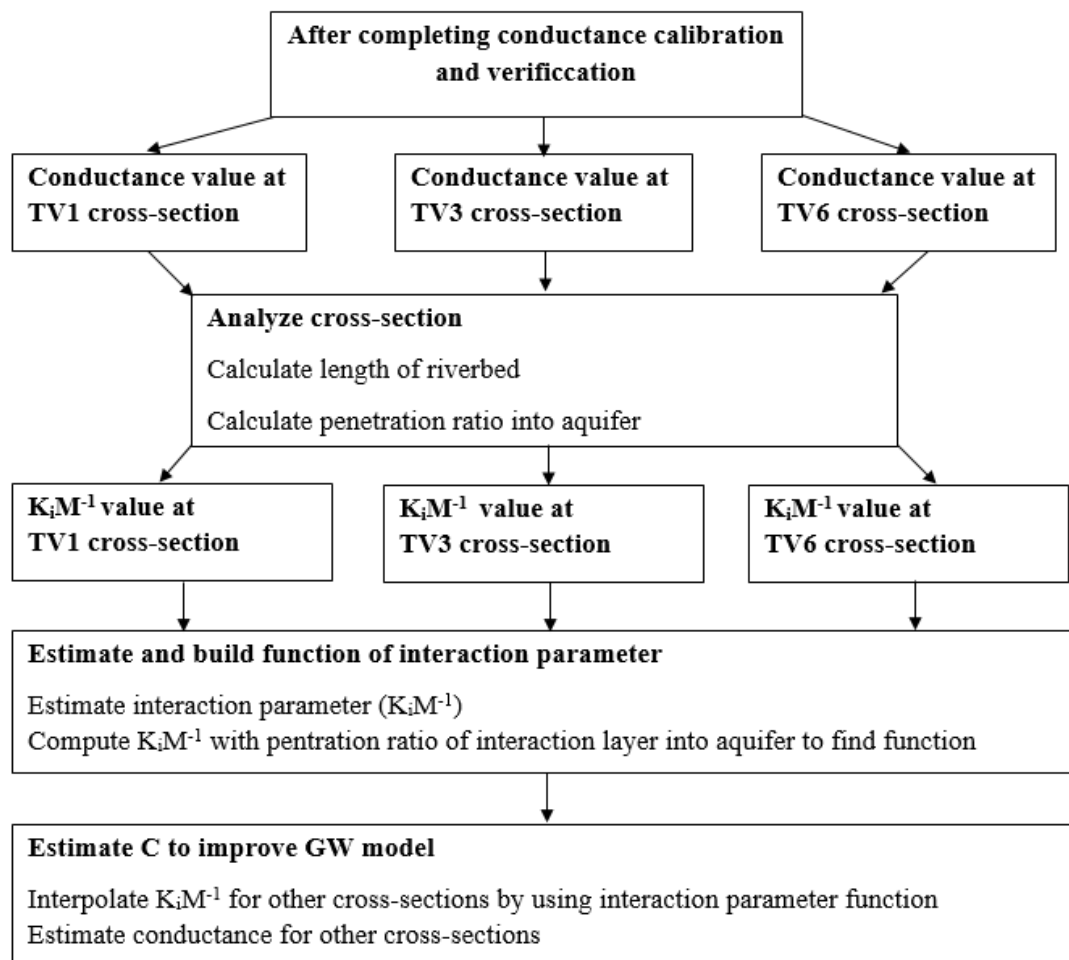 After completing conductance calibration
and verificcation
Conductance value at
TV1 cross-section
Conductance value at
TV3 cross-section
Conductance value at
TV6 cross-section
Analyze cross-section
Calculate length of riverbed
Calculate penetration ratio into aquifer
KᵢM⁻¹ value at
TV1 cross-section
KᵢM⁻¹ value at
TV3 cross-section
KᵢM⁻¹ value at
TV6 cross-section
Estimate and build function of interaction parameter
Estimate interaction parameter (KᵢM⁻¹)
Compute KᵢM⁻¹ with pentration ratio of interaction layer into aquifer to find function
Estimate C to improve GW model
Interpolate KᵢM⁻¹ for other cross-sections by using interaction parameter function
Estimate conductance for other cross-sections